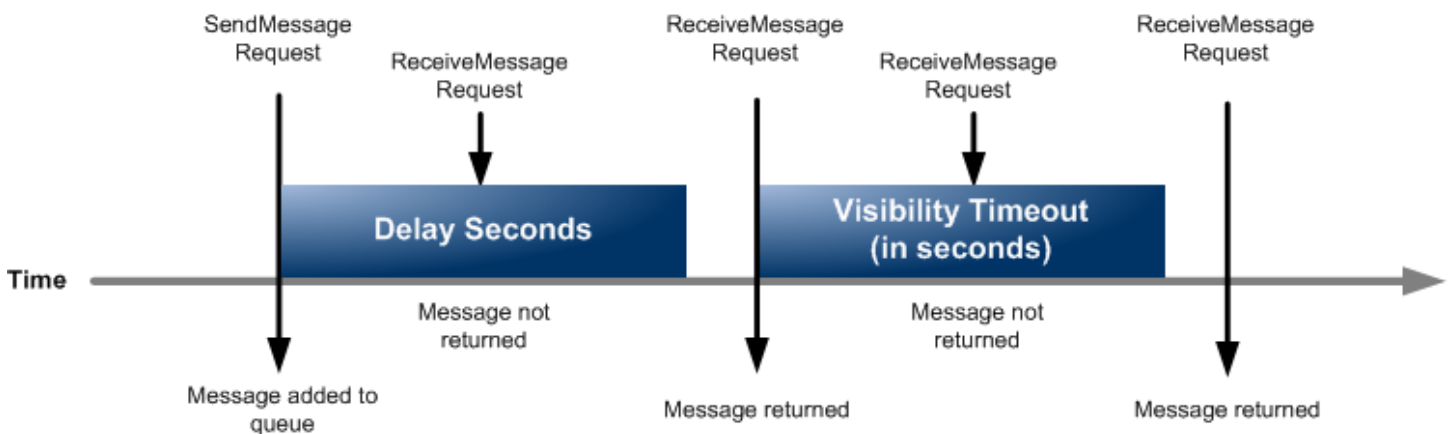 SendMessage
Request
ReceiveMessage
Request
ReceiveMessage
Request
ReceiveMessage
Request
ReceiveMessage
Request
Delay Seconds
Visibility Timeout
(in seconds)
Time
Message not
returned
Message not
returned
Message added to
queue
Message returned
Message returned